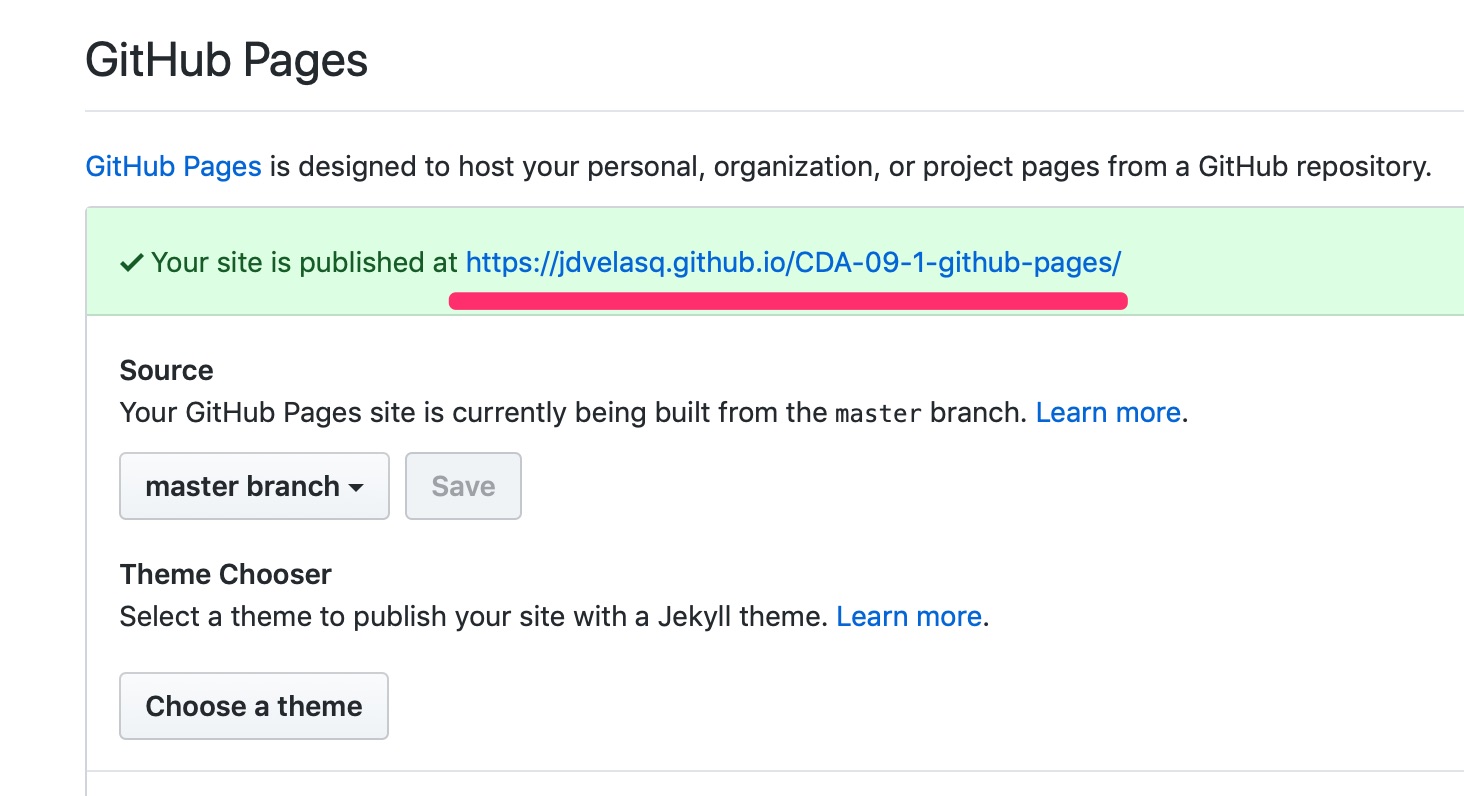 GitHub Pages
GitHub Pages is designed to host your personal, organization, or project pages from a GitHub repository.
✓ Your site is published at https://jdvelasq.github.io/CDA-09-1-github-pages/
Source
Your GitHub Pages site is currently being built from the master branch. Learn more.
master branch Save
Theme Chooser
Select a theme to publish your site with a Jekyll theme. Learn more.
Choose a theme